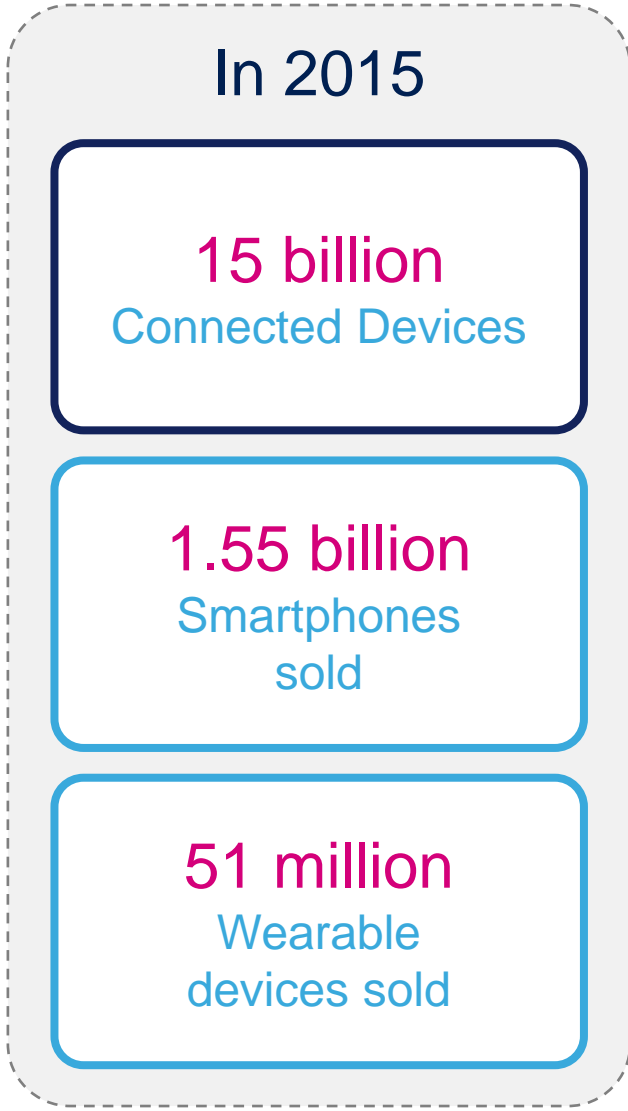 In 2015
15 billion
Connected Devices
1.55 billion
Smartphones
sold
51 million
Wearable
devices sold